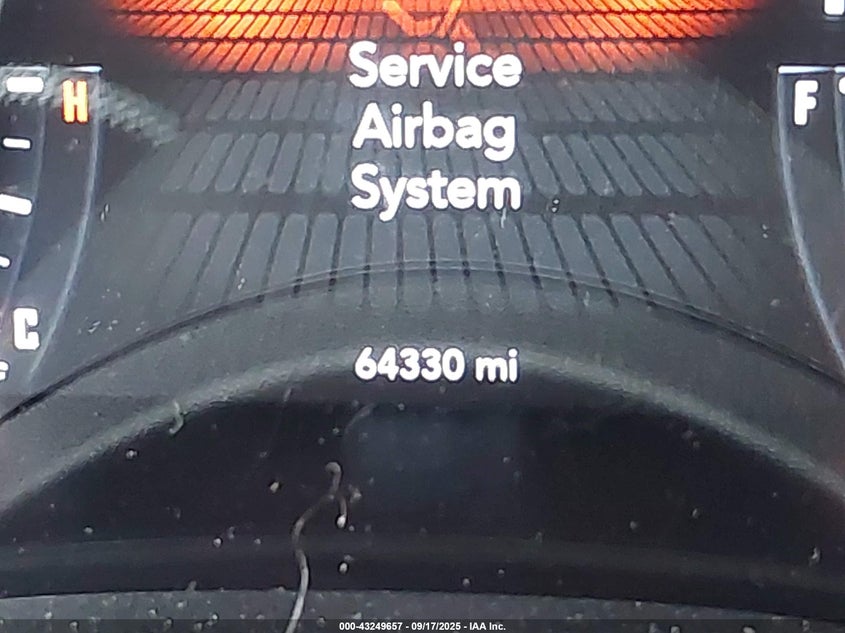 Service
H
F
Airbag
System
C
64330 mi
000-43249657 - 09/17/2025 - IAA Inc.